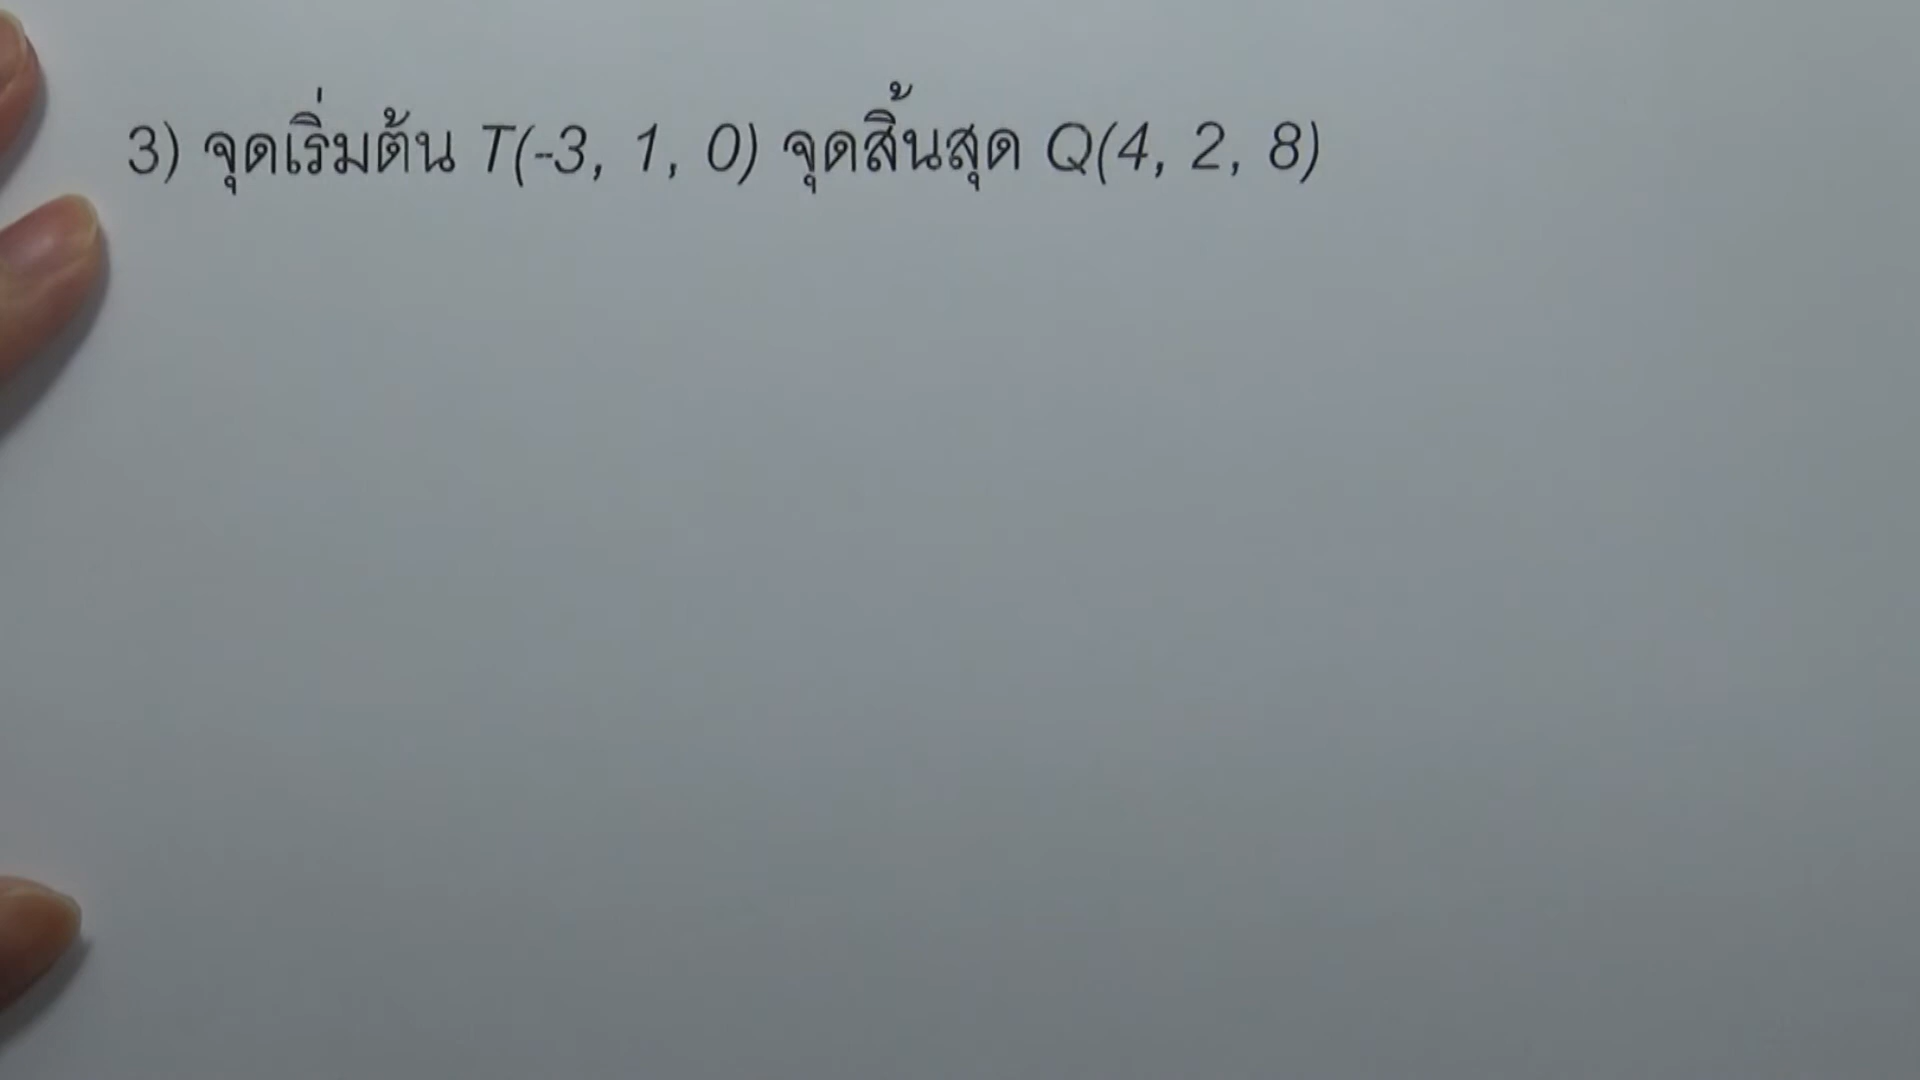 3) จุดเริ่มต้น T(-3, 1, 0) จุดสิ้นสุด Q(4, 2, 8)